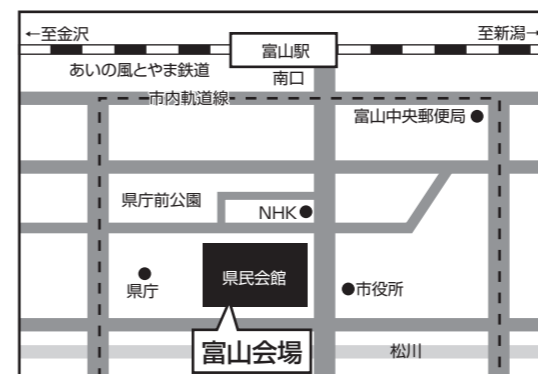 ←至金沢
至新潟→
富山駅
あいの風とやま鉄道
南口
市内軌道線
富山中央郵便局●
県庁前公園
NHK●
県民会館
県庁
●市役所
富山会場
松川